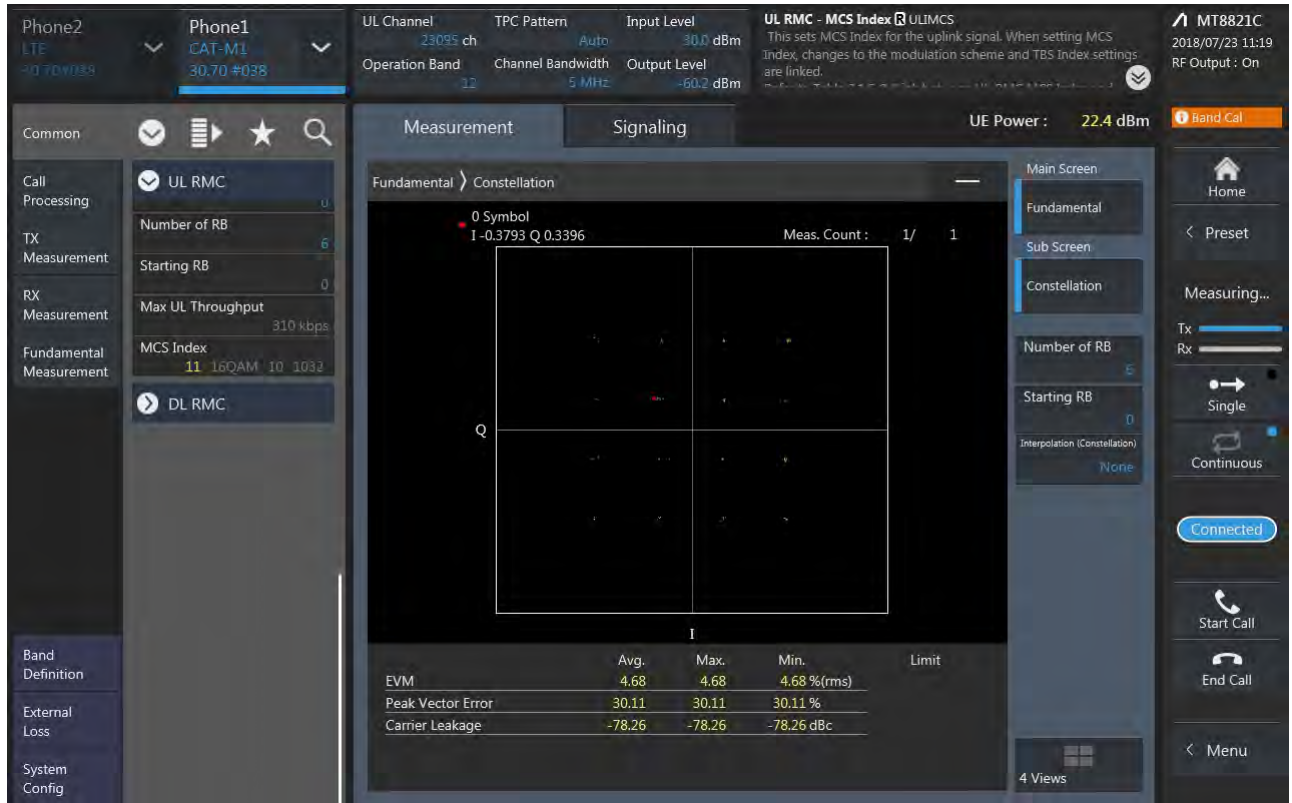 Phone2
LTE
Phone1
CAT-M1
30.70 #038
UL Channel
23095 ch
Operation Band
12
TPC Pattern
Auto
Channel Bandwidth
5 MHz
Input Level
30.0 dBm
Output Level
-60.2 dBm
UL RMC - MCS Index R ULIMCS
This sets MCS Index for the uplink signal. When setting MCS
Index, changes to the modulation scheme and TBS Index settings
are linked.
MT8821C
2018/07/23 11:19
RF Output : On
Common
Measurement
Signaling
UE Power : 22.4 dBm
Band Cal
Call
Processing
TX
Measurement
RX
Measurement
Fundamental
Measurement
Band
Definition
External
Loss
System
Config
UL RMC
0
Number of RB
6
Starting RB
0
Max UL Throughput
310 kbps
MCS Index
11 16QAM 10 1032
DL RMC
Fundamental 〉 Constellation
0 Symbol
I -0.3793 Q 0.3396
Meas. Count : 1/ 1
Q
I
Avg. Max. Min. Limit
EVM 4.68 4.68 4.68 %(rms)
Peak Vector Error 30.11 30.11 30.11 %
Carrier Leakage -78.26 -78.26 -78.26 dBc
Main Screen
Fundamental
Sub Screen
Constellation
Number of RB
6
Starting RB
0
Interpolation (Constellation)
None
4 Views
Home
< Preset
Measuring...
Tx
Rx
Single
Continuous
Connected
Start Call
End Call
< Menu